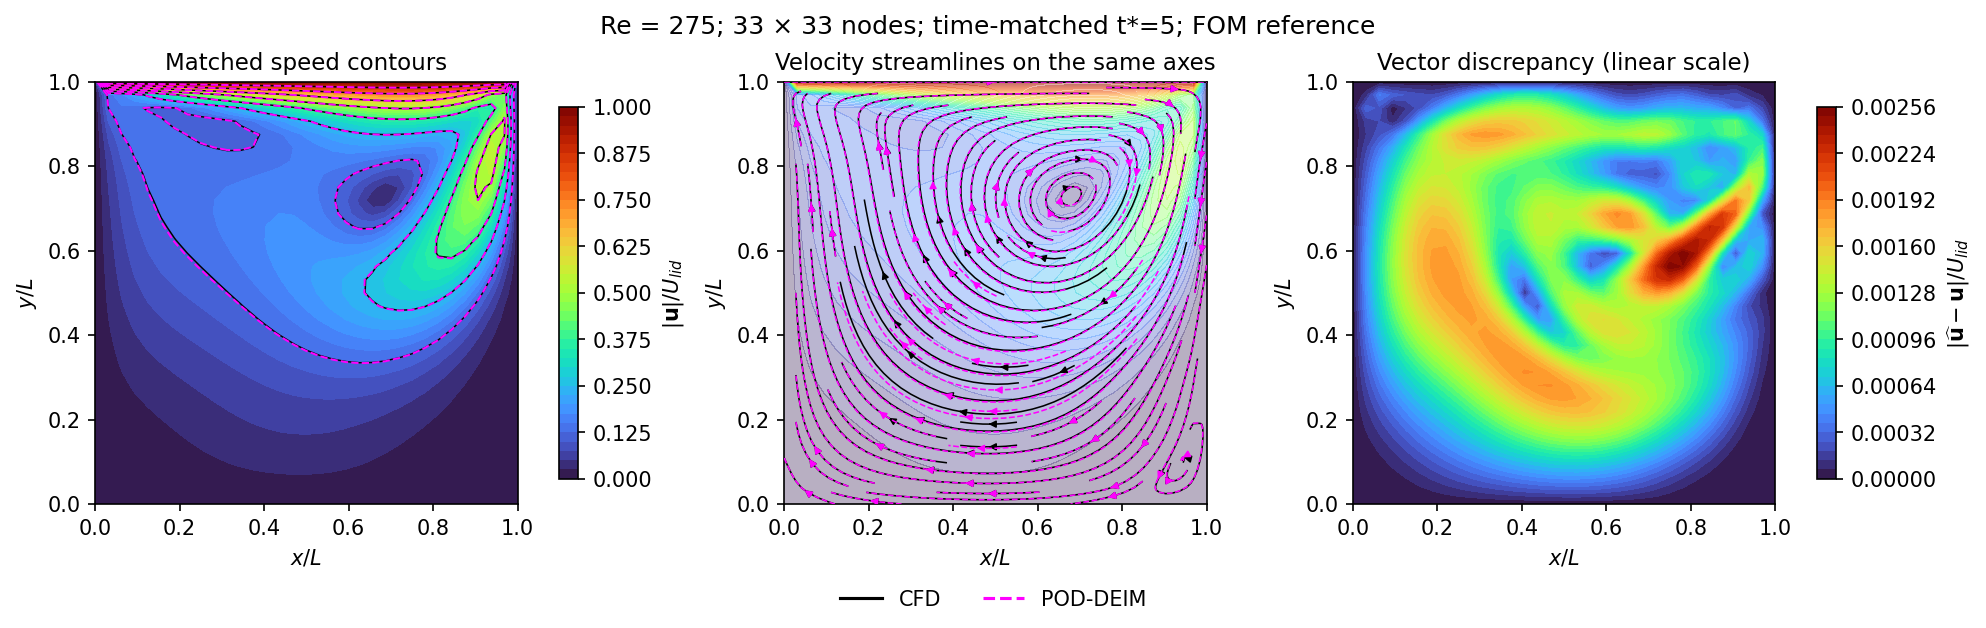 Re = 275; 33 × 33 nodes; time-matched t*=5; FOM reference
Matched speed contours
1.0
0.8
0.6
0.4
0.2
0.0
0.0 0.2 0.4 0.6 0.8 1.0
x/L
y/L
1.000
0.875
0.750
0.625
0.500
0.375
0.250
0.125
0.000
|u|/U_lid
Velocity streamlines on the same axes
1.0
0.8
0.6
0.4
0.2
0.0
0.0 0.2 0.4 0.6 0.8 1.0
x/L
y/L
Vector discrepancy (linear scale)
1.0
0.8
0.6
0.4
0.2
0.0
0.0 0.2 0.4 0.6 0.8 1.0
x/L
y/L
0.00256
0.00224
0.00192
0.00160
0.00128
0.00096
0.00064
0.00032
0.00000
|û − u|/U_lid
CFD POD-DEIM